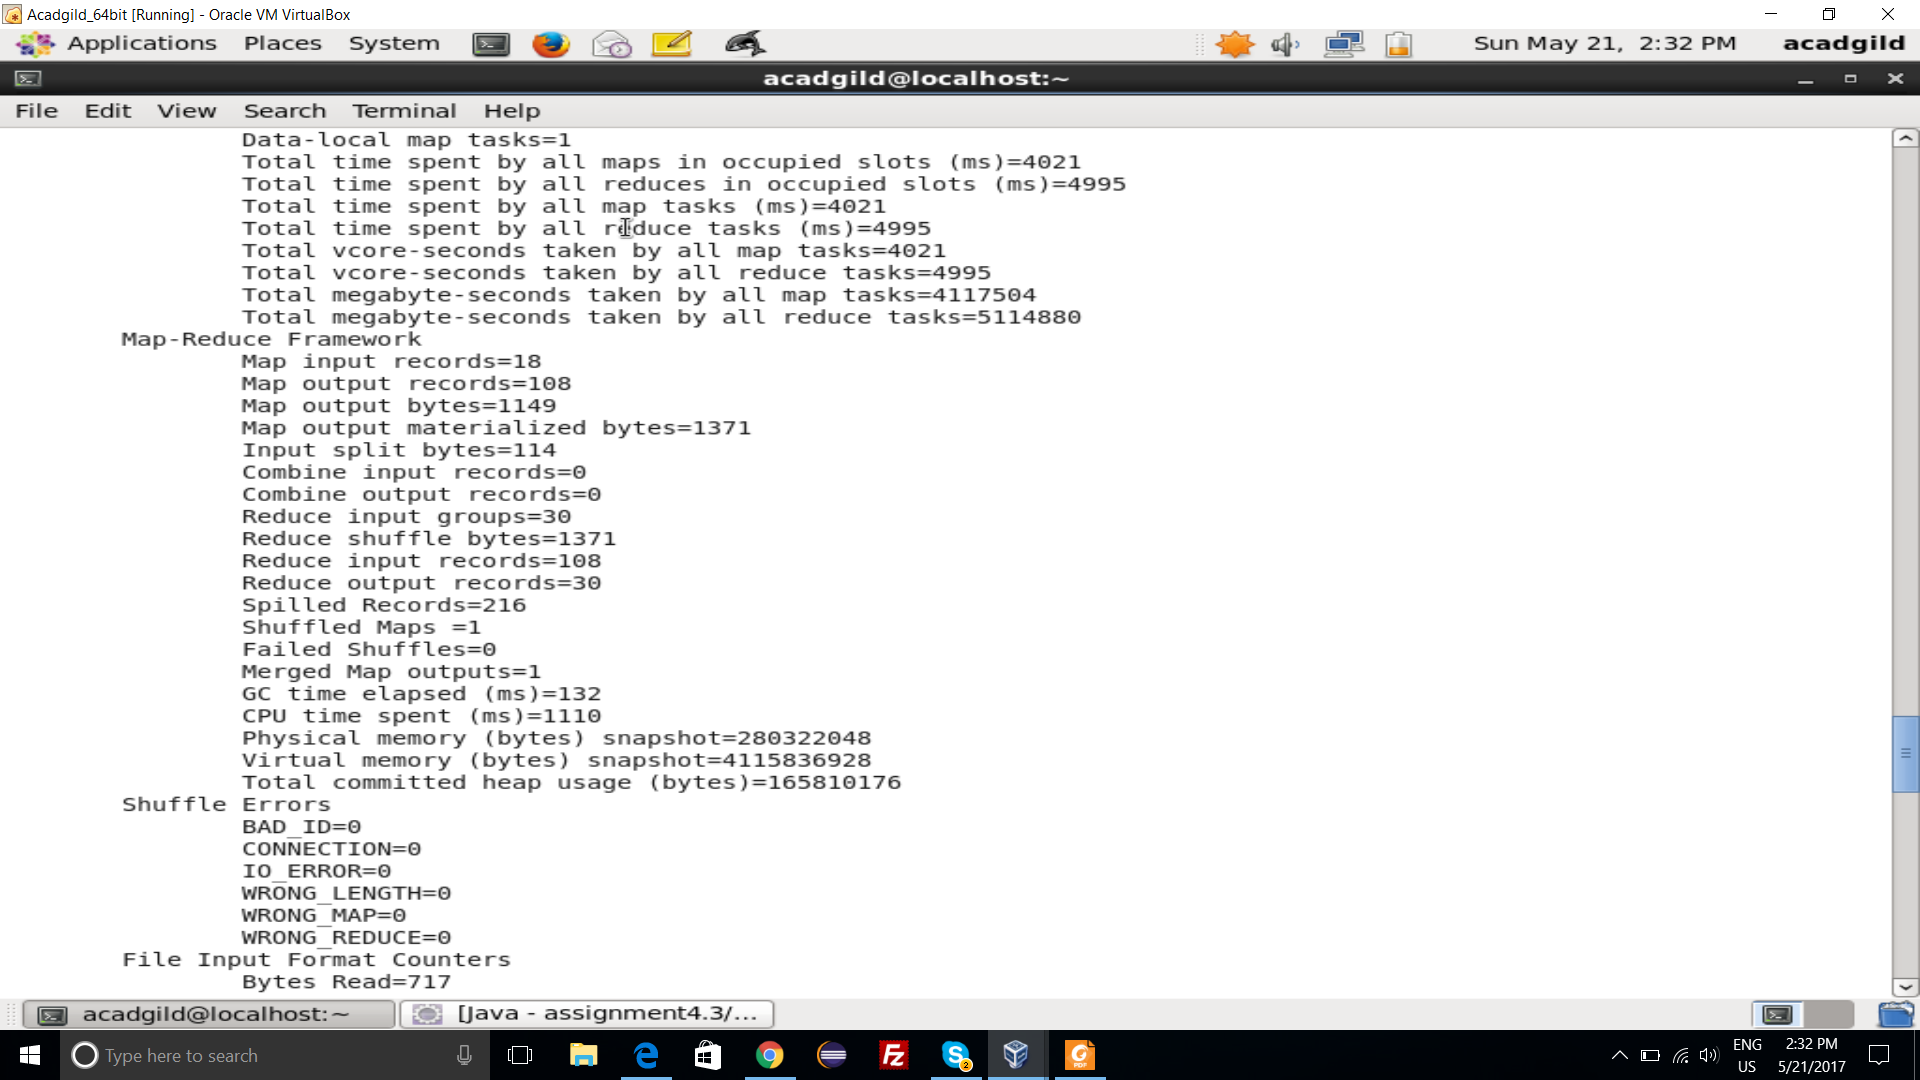 Acadgild_64bit [Running] - Oracle VM VirtualBox
Applications Places System Sun May 21, 2:32 PM acadgild
acadgild@localhost:~
File Edit View Search Terminal Help
Data-local map tasks=1
Total time spent by all maps in occupied slots (ms)=4021
Total time spent by all reduces in occupied slots (ms)=4995
Total time spent by all map tasks (ms)=4021
Total time spent by all reduce tasks (ms)=4995
Total vcore-seconds taken by all map tasks=4021
Total vcore-seconds taken by all reduce tasks=4995
Total megabyte-seconds taken by all map tasks=4117504
Total megabyte-seconds taken by all reduce tasks=5114880
Map-Reduce Framework
Map input records=18
Map output records=108
Map output bytes=1149
Map output materialized bytes=1371
Input split bytes=114
Combine input records=0
Combine output records=0
Reduce input groups=30
Reduce shuffle bytes=1371
Reduce input records=108
Reduce output records=30
Spilled Records=216
Shuffled Maps =1
Failed Shuffles=0
Merged Map outputs=1
GC time elapsed (ms)=132
CPU time spent (ms)=1110
Physical memory (bytes) snapshot=280322048
Virtual memory (bytes) snapshot=4115836928
Total committed heap usage (bytes)=165810176
Shuffle Errors
BAD_ID=0
CONNECTION=0
IO_ERROR=0
WRONG_LENGTH=0
WRONG_MAP=0
WRONG_REDUCE=0
File Input Format Counters
Bytes Read=717
acadgild@localhost:~ [Java - assignment4.3/...
Type here to search
ENG 2:32 PM
US 5/21/2017